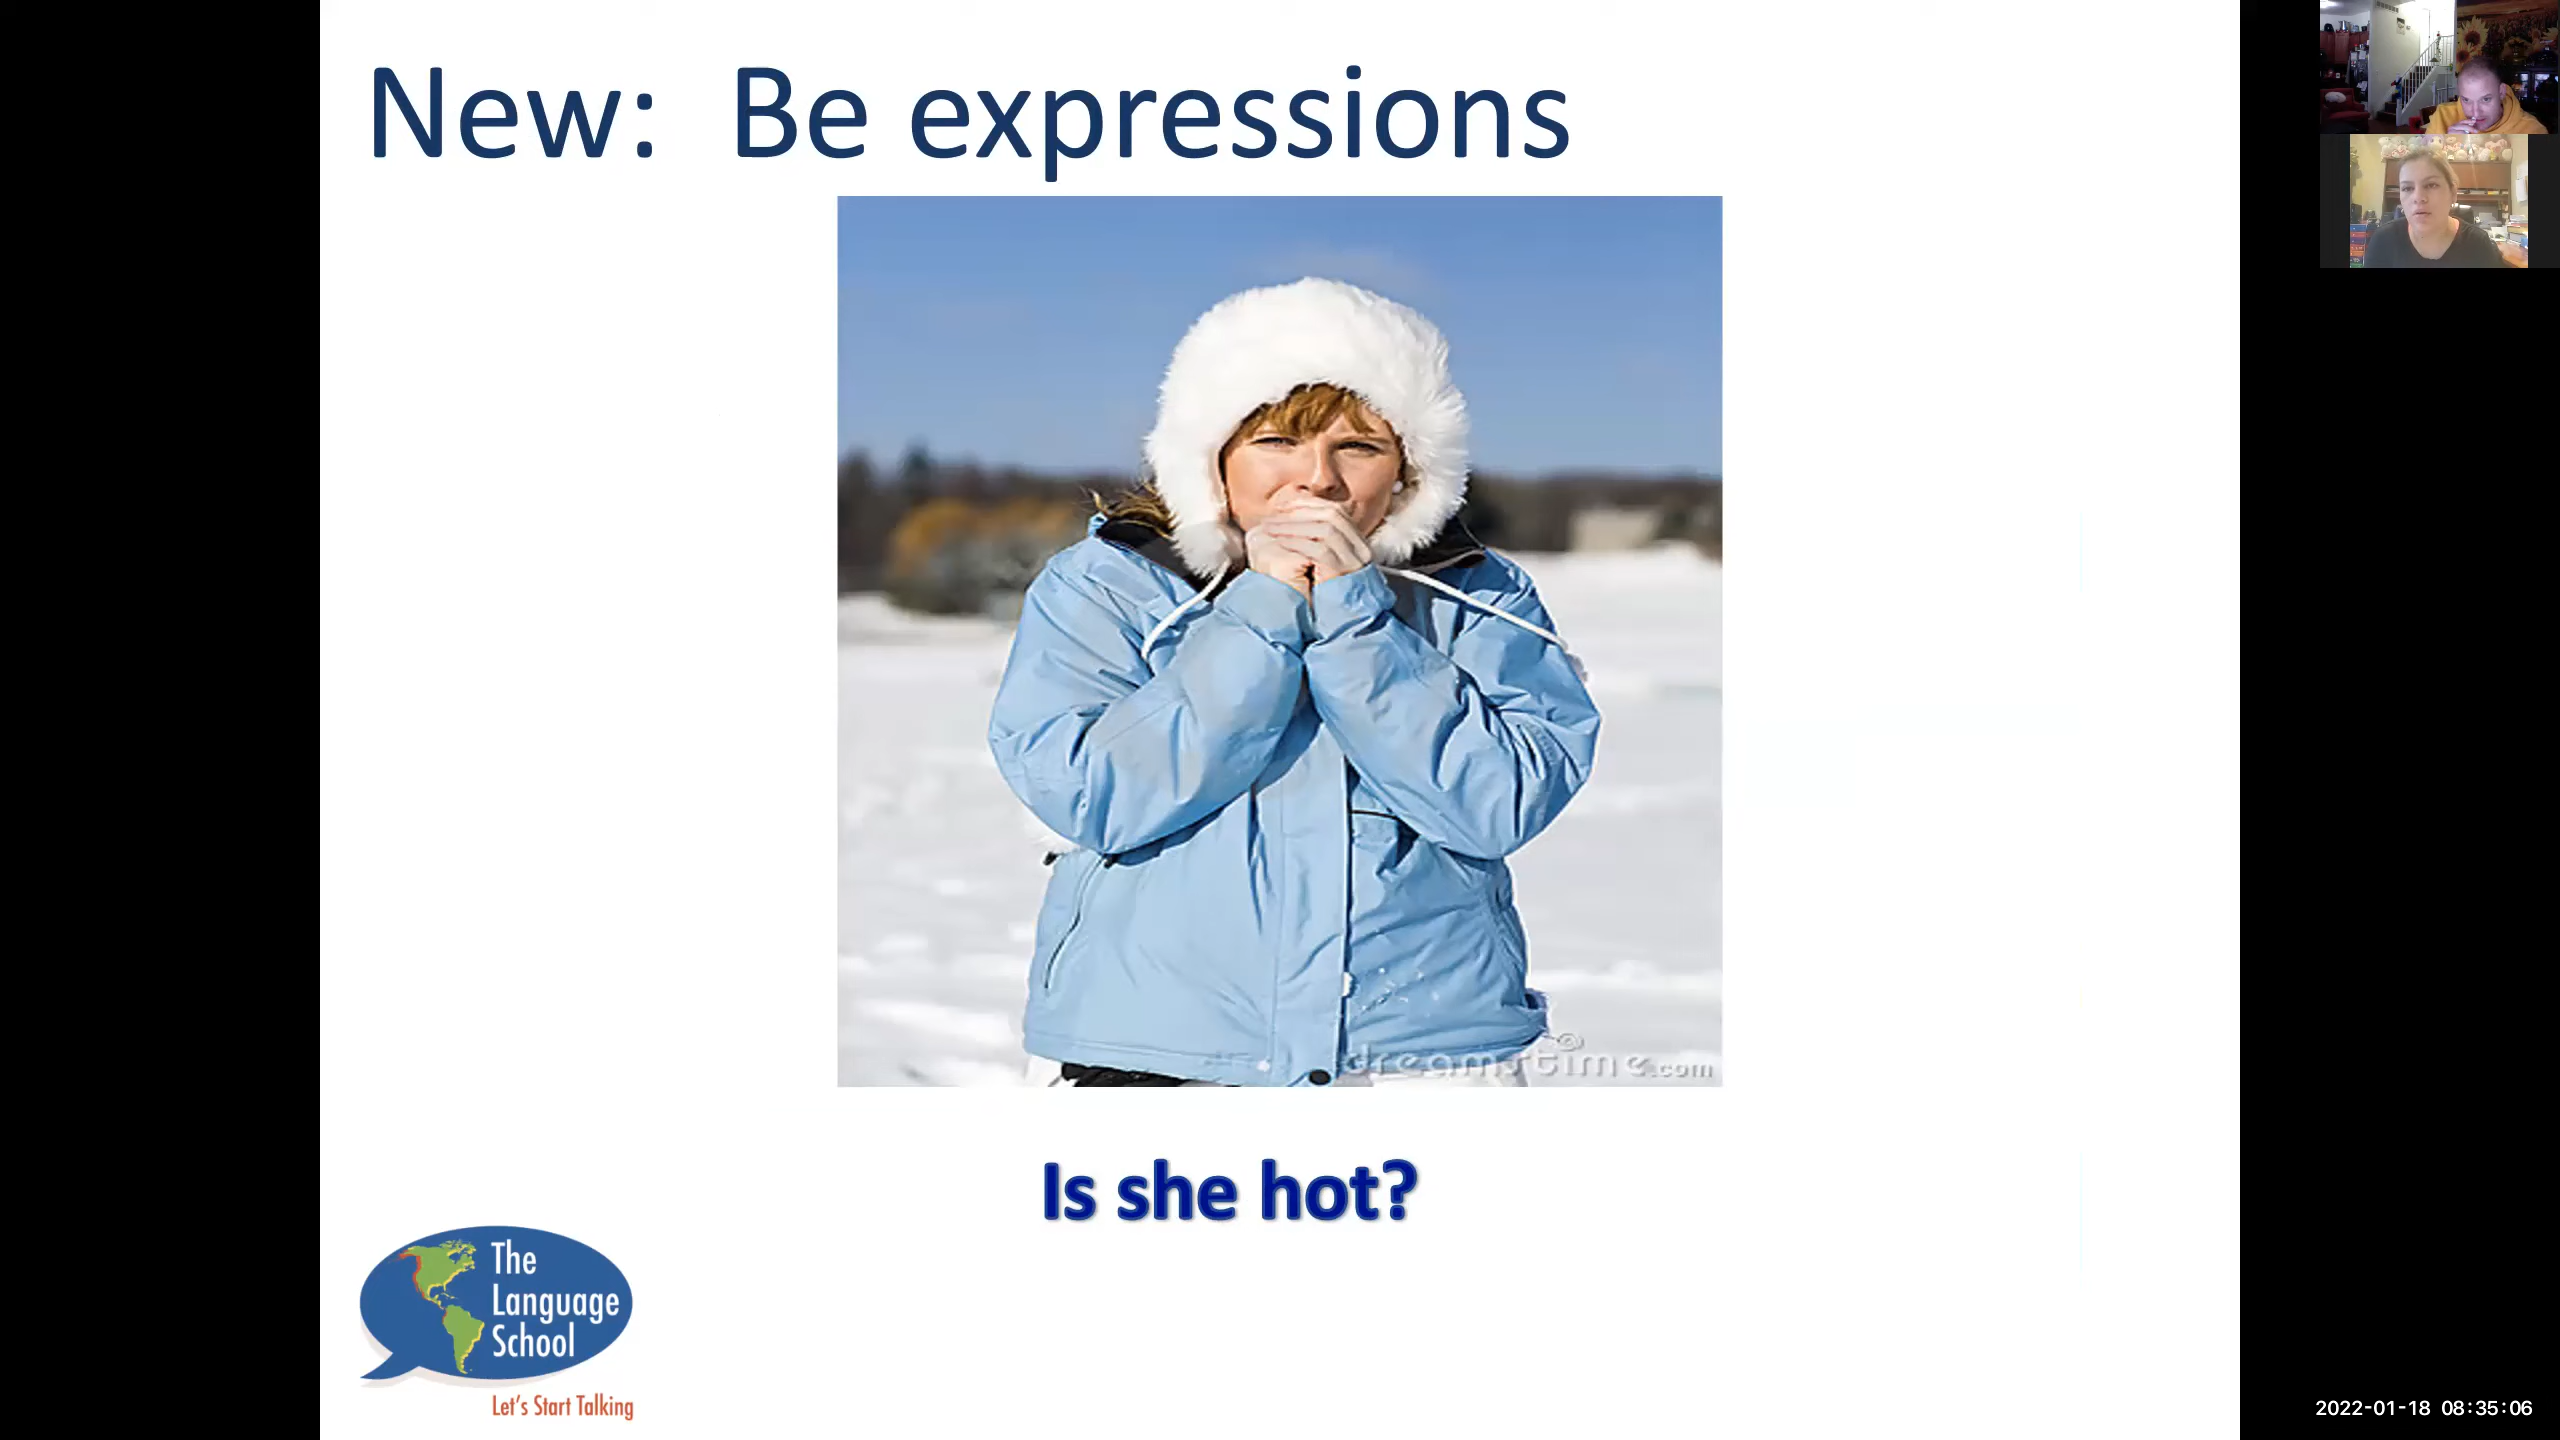 New: Be expressions
dreamstime.com
Is she hot?
The
Language
School
Let's Start Talking
2022-01-18 08:35:06